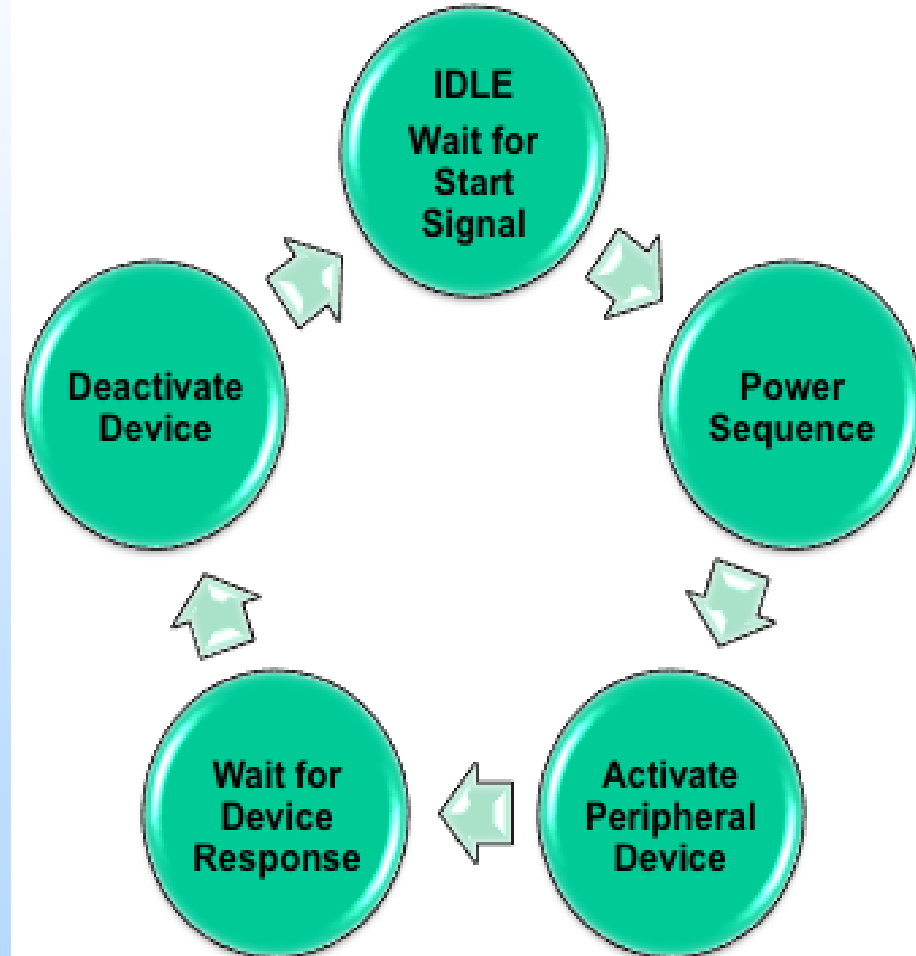 IDLE
Wait for
Start
Signal
Power
Sequence
Activate
Peripheral
Device
Wait for
Device
Response
Deactivate
Device